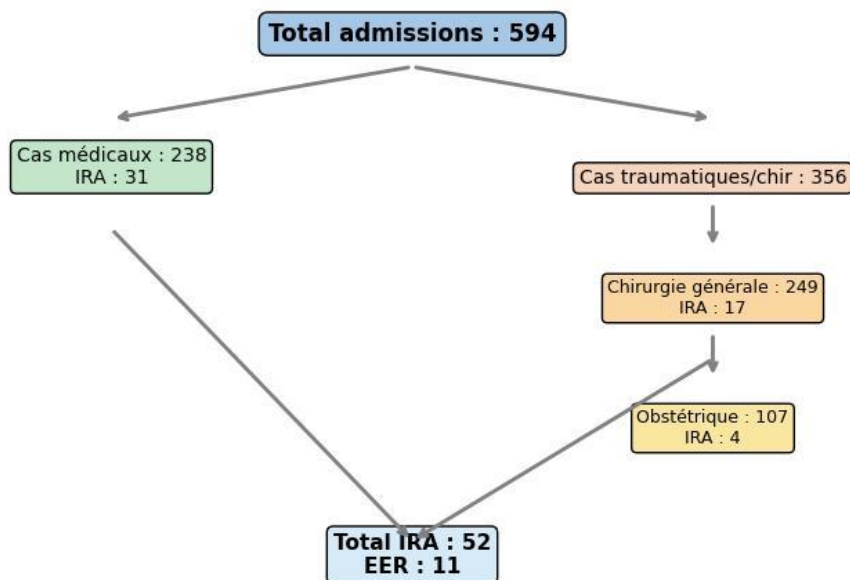 Total admissions : 594
Cas médicaux : 238
IRA : 31
Cas traumatiques/chir : 356
Chirurgie générale : 249
IRA : 17
Obstétrique : 107
IRA : 4
Total IRA : 52
EER : 11